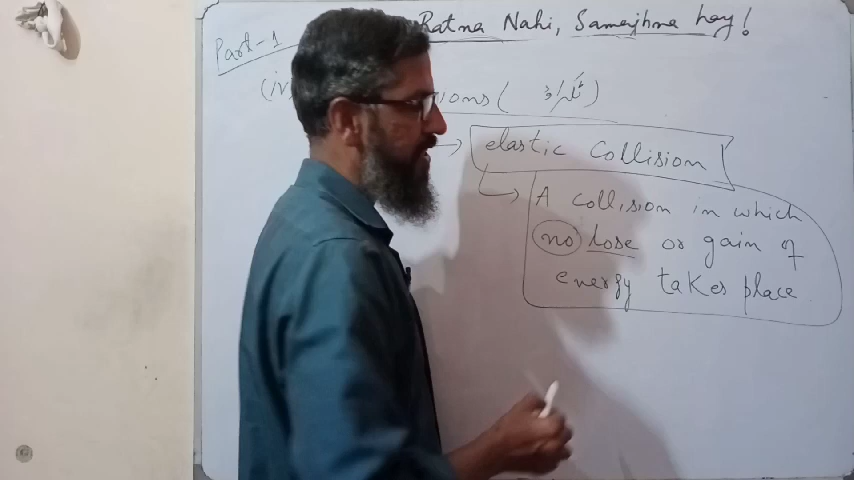 Part-1
Ratna Nahi, Samajhna hay!
(iv) ions (
→ elastic Collision
→ A collision in which
no lose or gain of
energy takes place